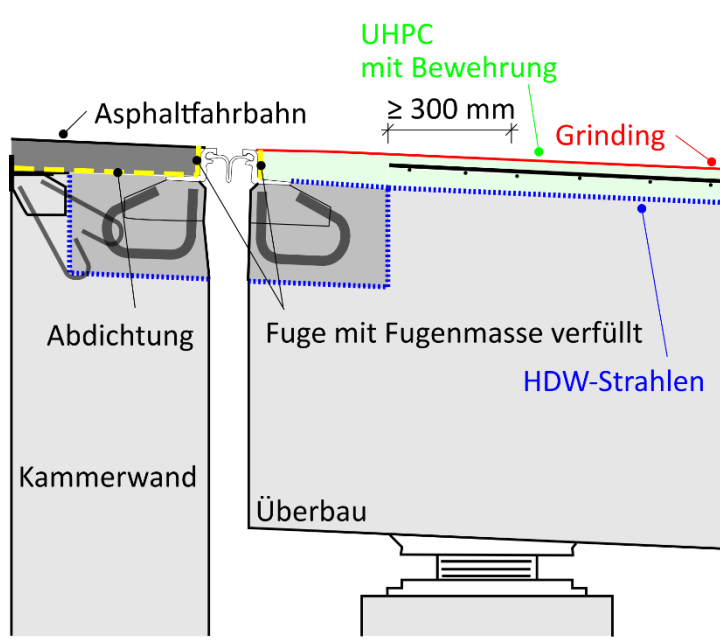 UHPC
mit Bewehrung
Asphaltfahrbahn
≥ 300 mm
Grinding
Abdichtung
Fuge mit Fugenmasse verfüllt
HDW-Strahlen
Kammerwand
Überbau